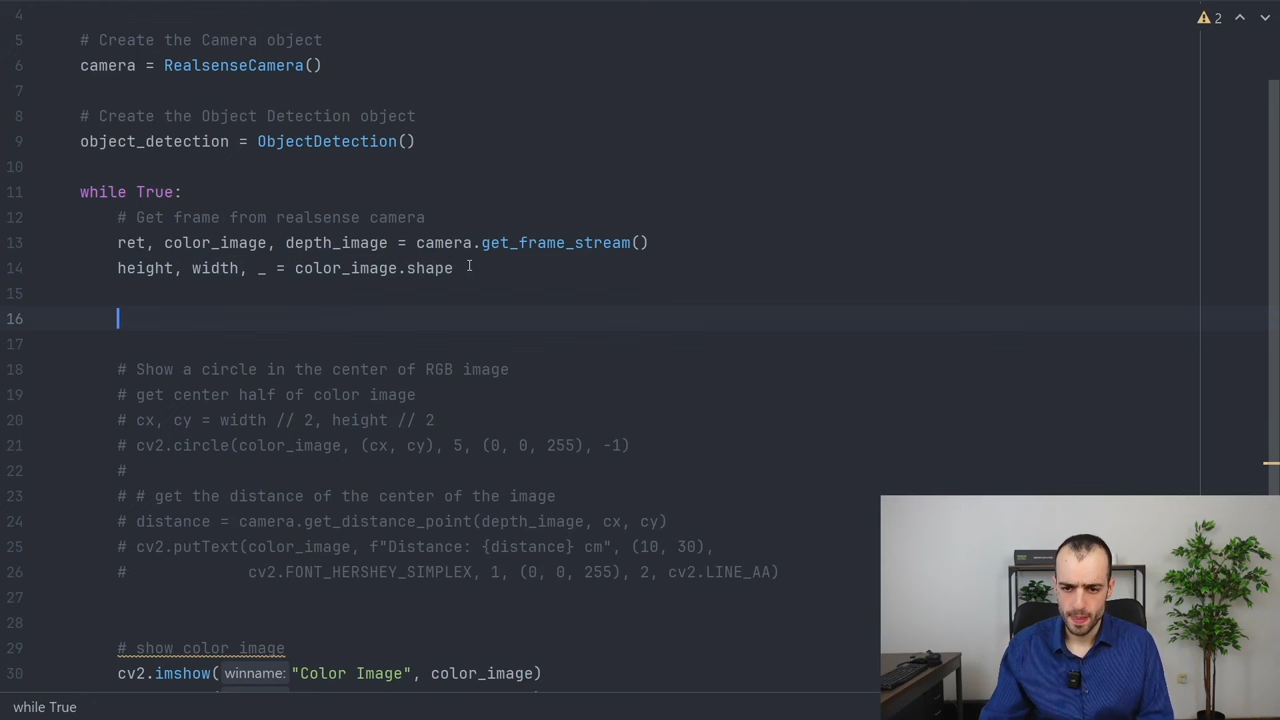 4
5 # Create the Camera object
6 camera = RealsenseCamera()
7
8 # Create the Object Detection object
9 object_detection = ObjectDetection()
10
11 while True:
12 # Get frame from realsense camera
13 ret, color_image, depth_image = camera.get_frame_stream()
14 height, width, _ = color_image.shape
15
16
17
18 # Show a circle in the center of RGB image
19 # get center half of color image
20 # cx, cy = width // 2, height // 2
21 # cv2.circle(color_image, (cx, cy), 5, (0, 0, 255), -1)
22 #
23 # # get the distance of the center of the image
24 # distance = camera.get_distance_point(depth_image, cx, cy)
25 # cv2.putText(color_image, f"Distance: {distance} cm", (10, 30),
26 # cv2.FONT_HERSHEY_SIMPLEX, 1, (0, 0, 255), 2, cv2.LINE_AA)
27
28
29 # show color image
30 cv2.imshow( winname: "Color Image", color_image)
while True
2